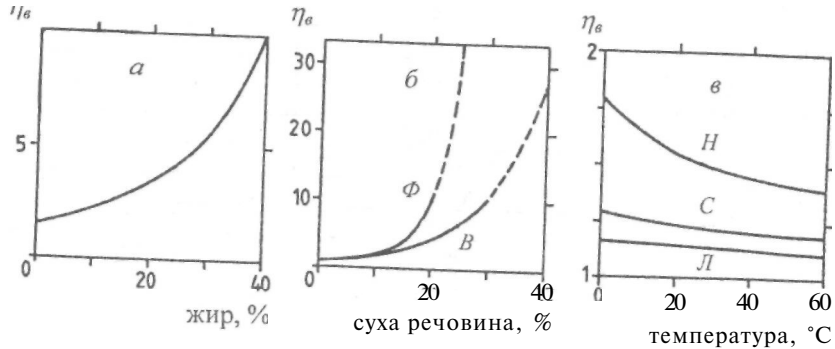 ηв
а
5
0
20
40
жир, %
ηв
б
30
20
10
0
Ф
В
20
40
суха речовина, %
ηв
2
в
Н
С
Л
1
0
20
40
60
температура, °С